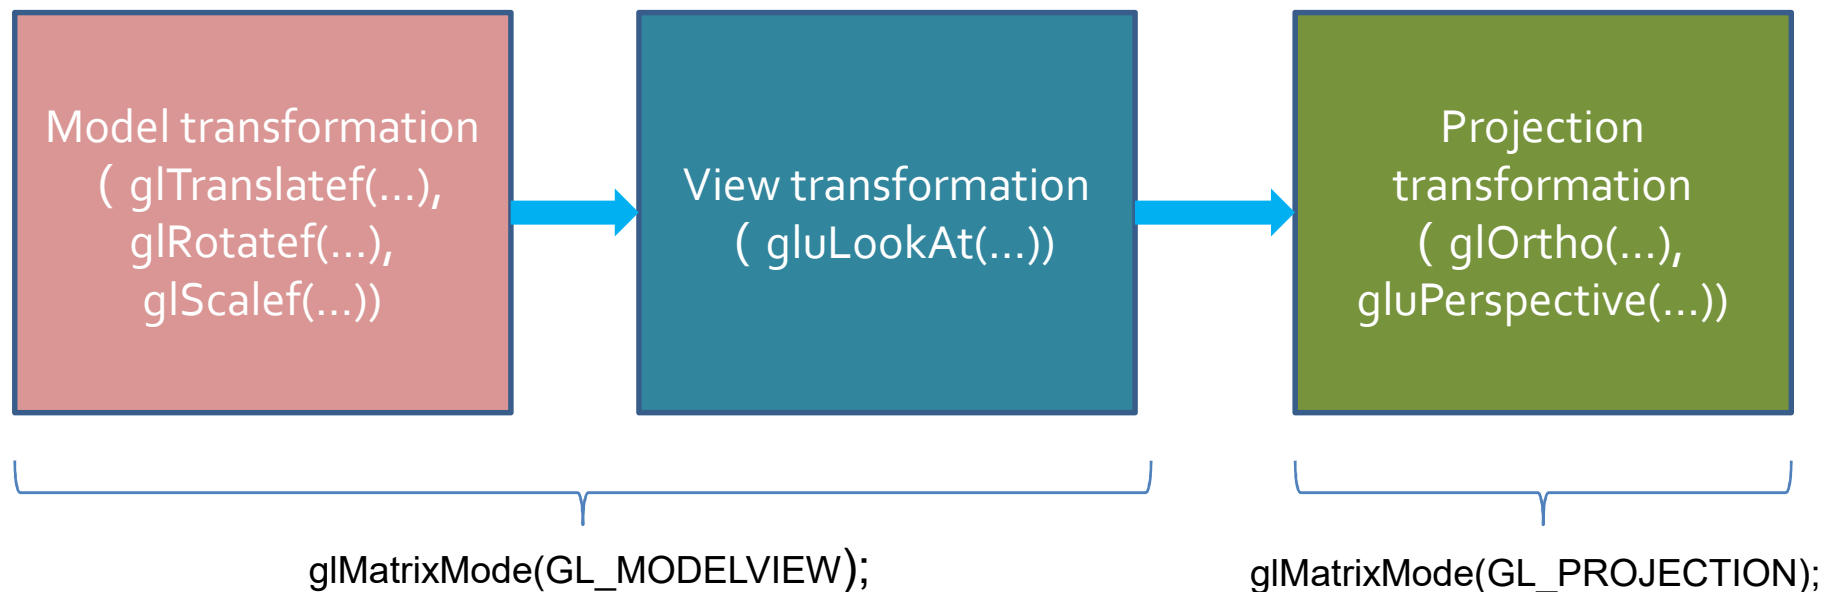 Model transformation
( glTranslatef(...),
glRotatef(...),
glScalef(...))
View transformation
( gluLookAt(...))
Projection
transformation
( glOrtho(...),
gluPerspective(...))
glMatrixMode(GL_MODELVIEW);
glMatrixMode(GL_PROJECTION);